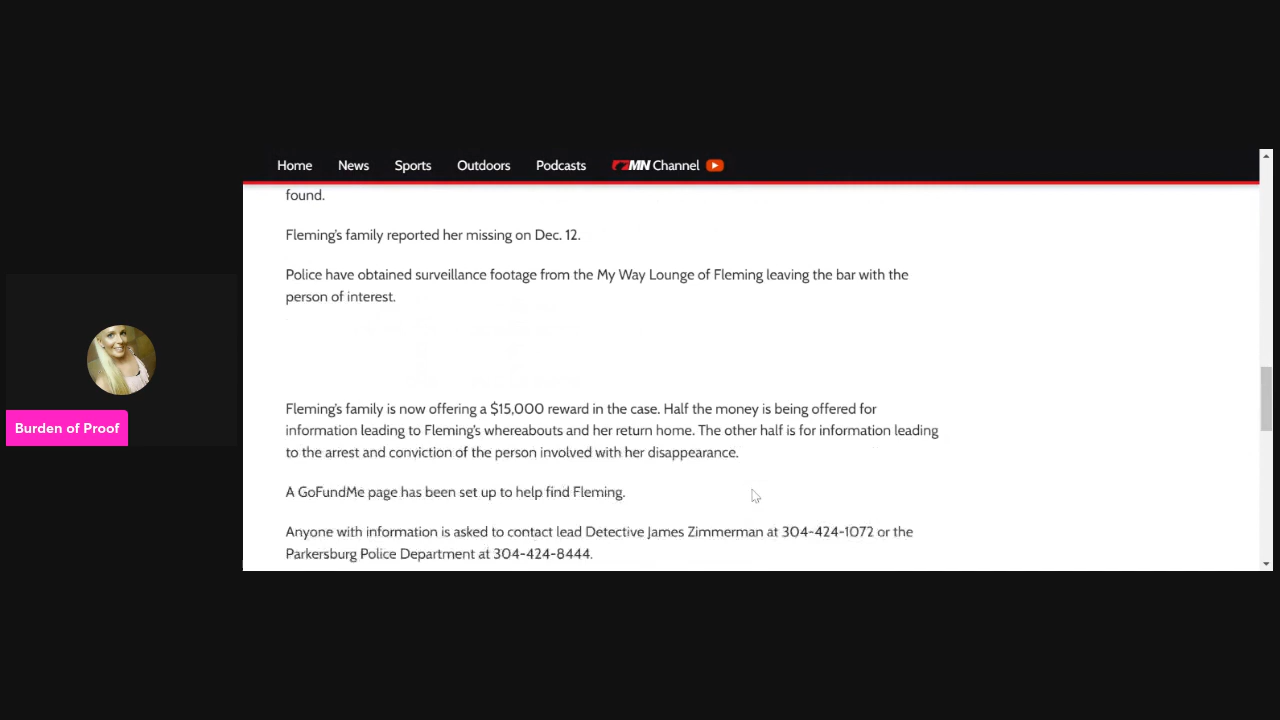 Home News Sports Outdoors Podcasts MN Channel
found.
Fleming's family reported her missing on Dec. 12.
Police have obtained surveillance footage from the My Way Lounge of Fleming leaving the bar with the
person of interest.
Fleming's family is now offering a $15,000 reward in the case. Half the money is being offered for
information leading to Fleming's whereabouts and her return home. The other half is for information leading
to the arrest and conviction of the person involved with her disappearance.
A GoFundMe page has been set up to help find Fleming.
Anyone with information is asked to contact lead Detective James Zimmerman at 304-424-1072 or the
Parkersburg Police Department at 304-424-8444.
Burden of Proof